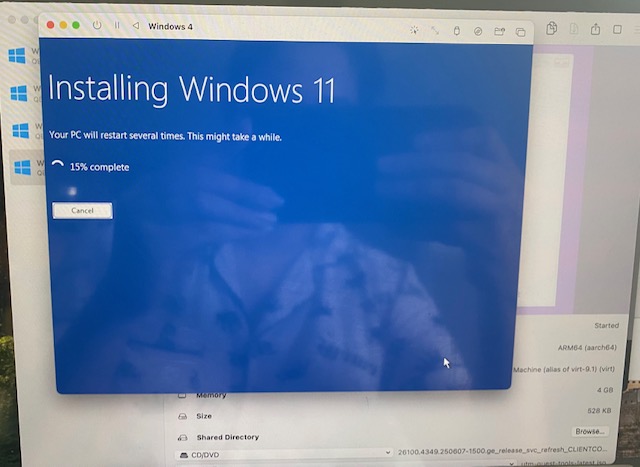 Windows 4
Installing Windows 11
Your PC will restart several times. This might take a while.
15% complete
Cancel
Started
ARM64 (aarch64)
Machine (alias of virt-9.1) (virt)
Memory
4 GB
Size
528 KB
Shared Directory
Browse...
CD/DVD
26100.4349.250607-1500.ge_release_svc_refresh_CLIENTCO...